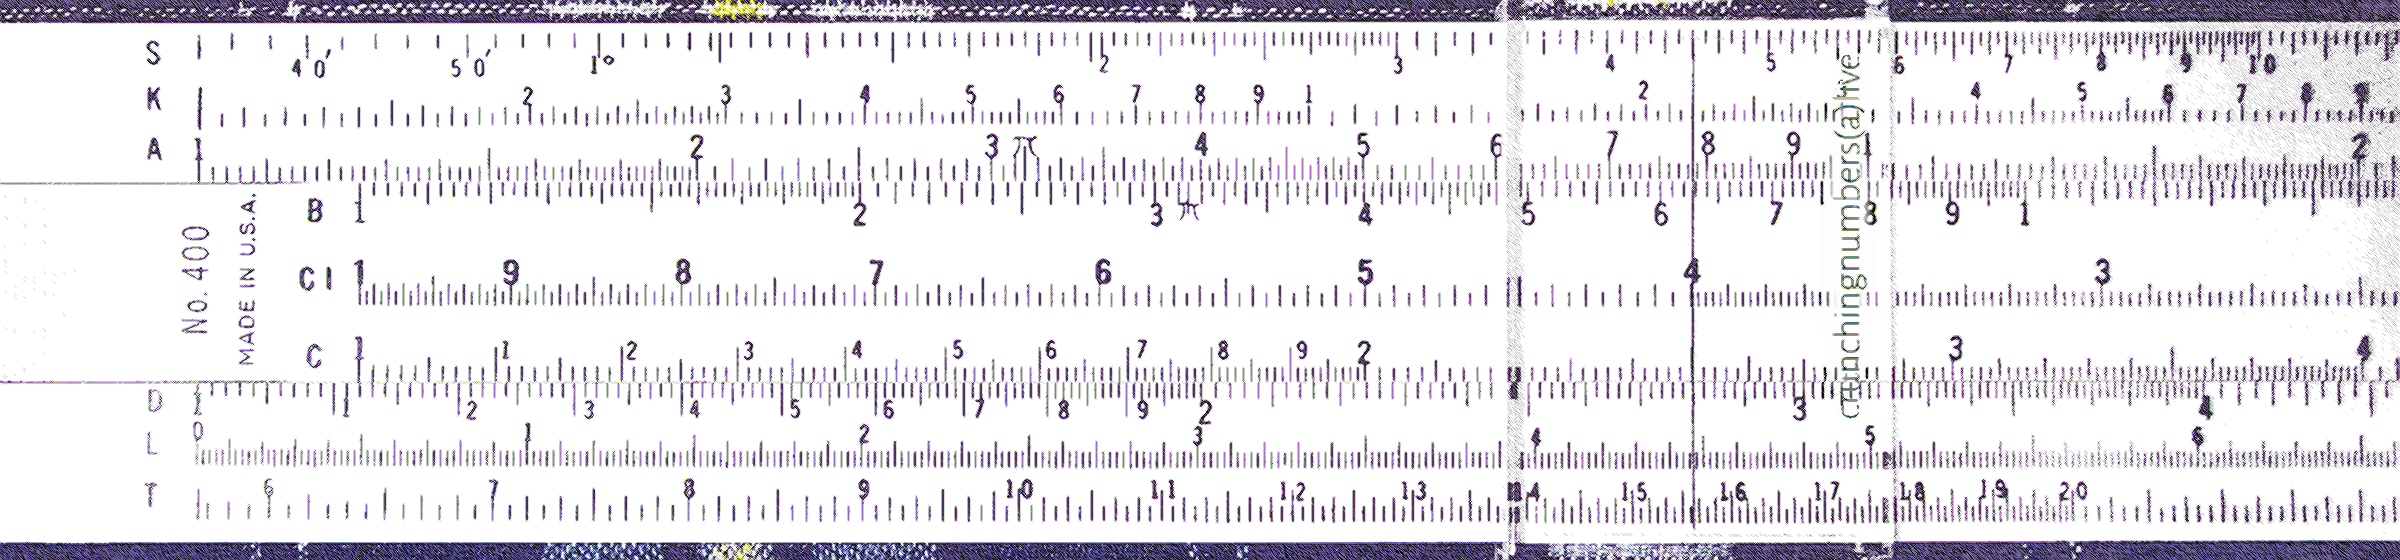 S 40′ 50′ 1° 2 3 4 5 6 7 8 9 10
K 2 3 4 5 6 7 8 9 1 2 4 5 6 7 8 9
A 1 2 3 π 4 5 6 7 8 9 1 2
B 1 2 3 π 4 5 6 7 8 9 1
CI 1 9 8 7 6 5 4 3
C 1 1 2 3 4 5 6 7 8 9 2 3 4
D 1 1 2 3 4 5 6 7 8 9 2 3 4
L 0 1 2 3 4 5 6
T 6 7 8 9 10 11 12 13 14 15 16 17 18 19 20
No. 400
MADE IN U.S.A.
crunchingnumbers(a)live